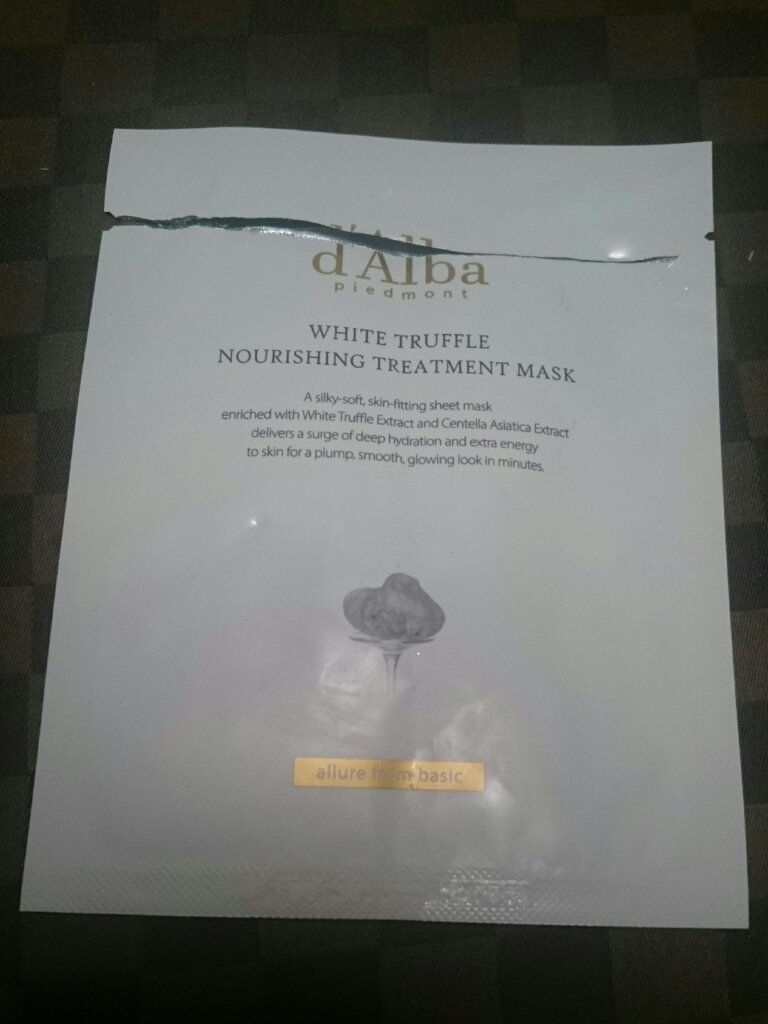 d'Alba
piedmont
WHITE TRUFFLE
NOURISHING TREATMENT MASK
A silky-soft, skin-fitting sheet mask
enriched with White Truffle Extract and Centella Asiatica Extract
delivers a surge of deep hydration and extra energy
to skin for a plump, smooth, glowing look in minutes.
allure from basic